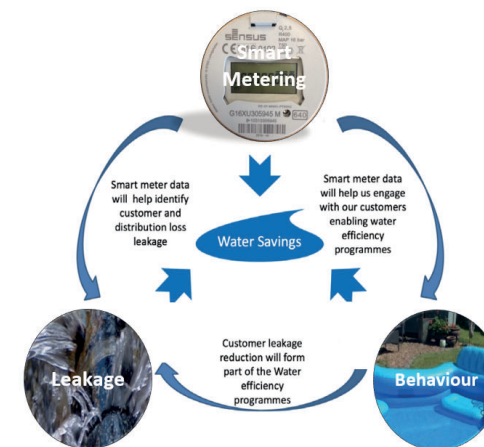 SENSUS
Smart
Metering
G16XU305945 M
Smart meter data
will help identify
customer and
distribution loss
leakage
Smart meter data
will help us engage
with our customers
enabling water
efficiency
programmes
Water Savings
Customer leakage
reduction will form
part of the Water
efficiency
programmes
Leakage
Behaviour